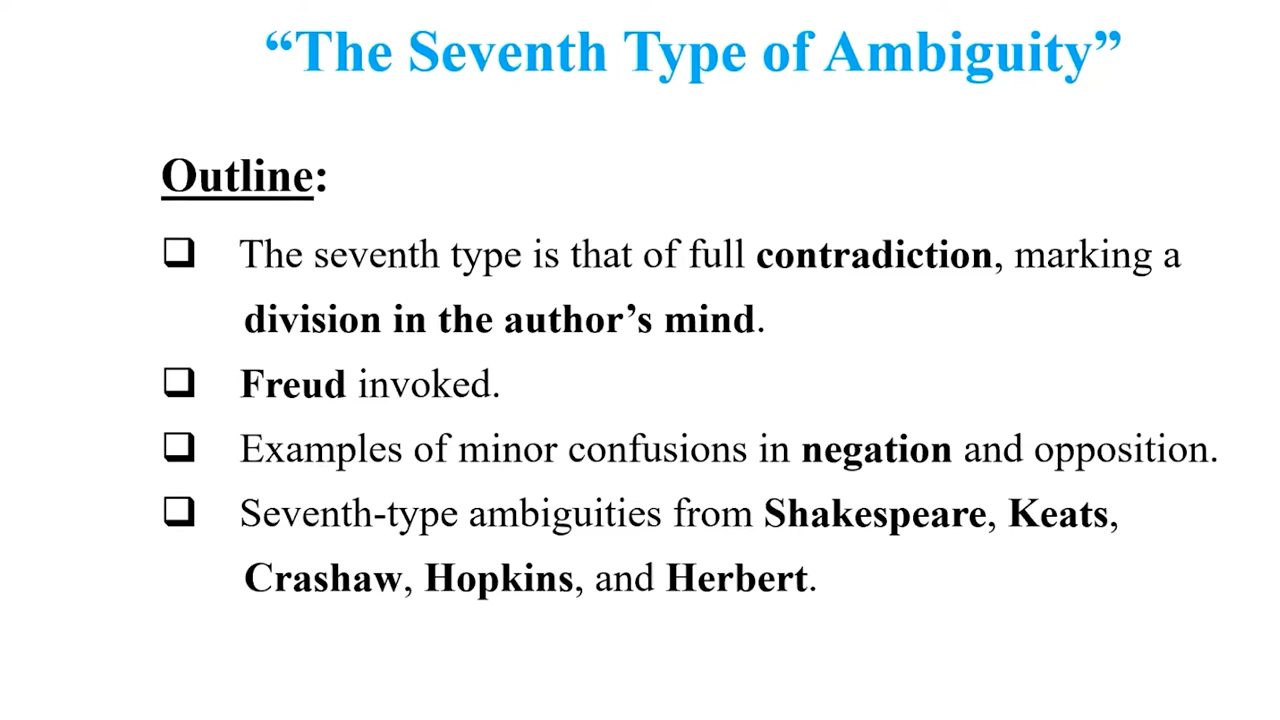 “The Seventh Type of Ambiguity”
Outline:
❑ The seventh type is that of full contradiction, marking a
division in the author’s mind.
❑ Freud invoked.
❑ Examples of minor confusions in negation and opposition.
❑ Seventh-type ambiguities from Shakespeare, Keats,
Crashaw, Hopkins, and Herbert.